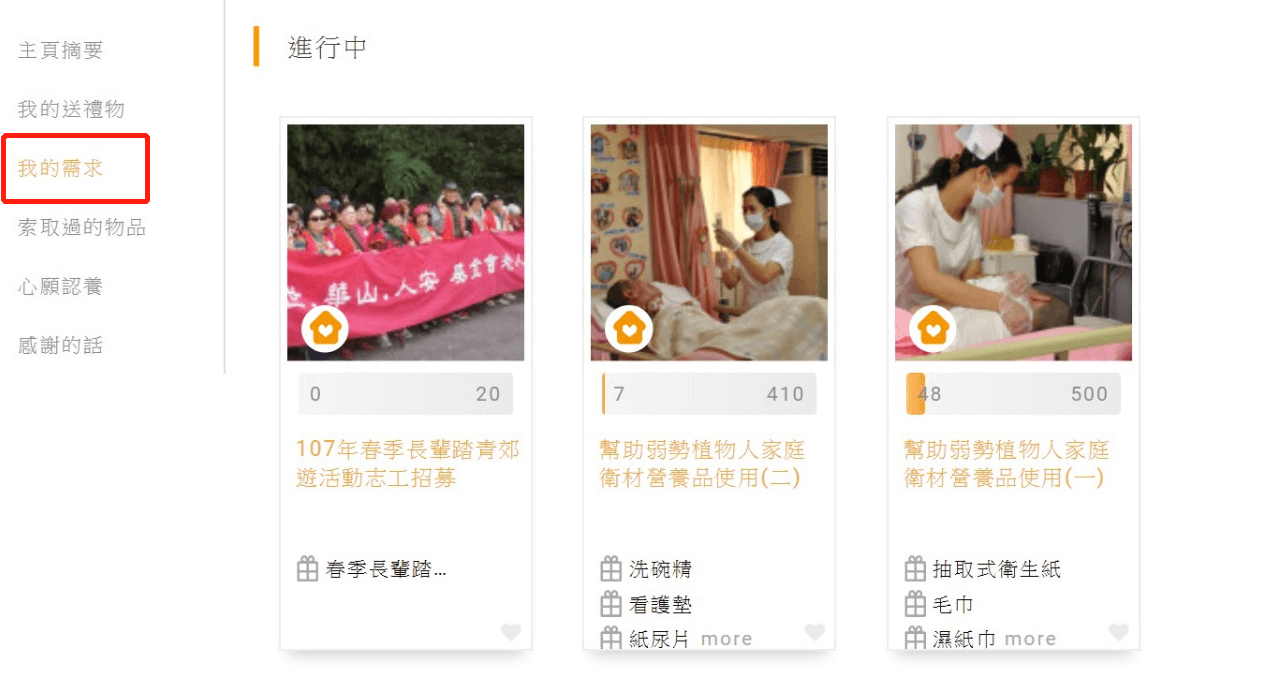 主頁摘要
我的送禮物
我的需求
索取過的物品
心願認養
感謝的話
進行中
華山.人安 基金會老人
0 20
107年春季長輩踏青郊
遊活動志工招募
春季長輩踏...
7 410
幫助弱勢植物人家庭
衛材營養品使用(二)
洗碗精
看護墊
紙尿片 more
48 500
幫助弱勢植物人家庭
衛材營養品使用(一)
抽取式衛生紙
毛巾
濕紙巾 more